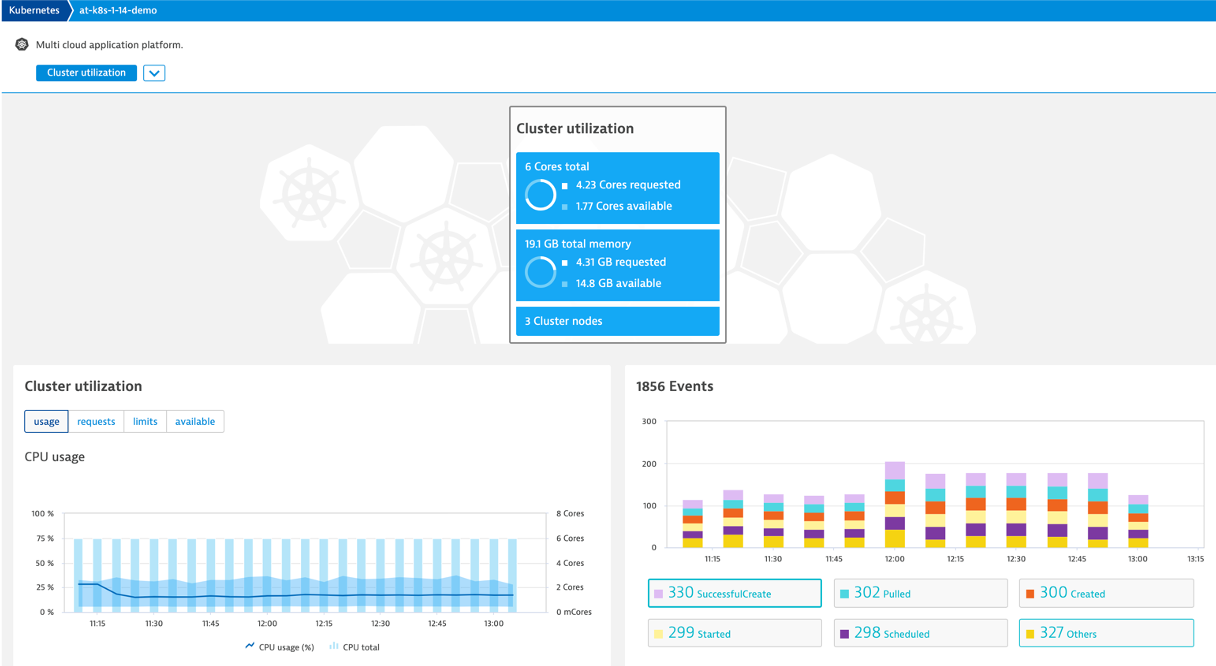 Kubernetes
at-k8s-1-14-demo
Multi cloud application platform.
Cluster utilization
Cluster utilization
6 Cores total
4.23 Cores requested
1.77 Cores available
19.1 GB total memory
4.31 GB requested
14.8 GB available
3 Cluster nodes
Cluster utilization
usage requests limits available
CPU usage
100 %
75 %
50 %
25 %
0 %
8 Cores
6 Cores
4 Cores
2 Cores
0 mCores
11:15 11:30 11:45 12:00 12:15 12:30 12:45 13:00
CPU usage (%) CPU total
1856 Events
300
200
100
0
11:15 11:30 11:45 12:00 12:15 12:30 12:45 13:00 13:15
330 SuccessfulCreate
302 Pulled
300 Created
299 Started
298 Scheduled
327 Others